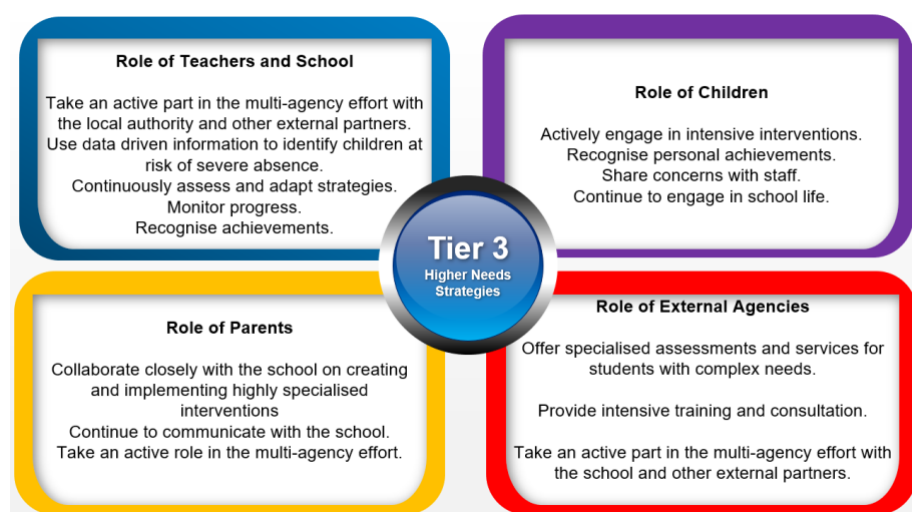 Role of Teachers and School
Take an active part in the multi-agency effort with
the local authority and other external partners.
Use data driven information to identify children at
risk of severe absence.
Continuously assess and adapt strategies.
Monitor progress.
Recognise achievements.
Role of Children
Actively engage in intensive interventions.
Recognise personal achievements.
Share concerns with staff.
Continue to engage in school life.
Tier 3
Higher Needs
Strategies
Role of Parents
Collaborate closely with the school on creating
and implementing highly specialised
interventions
Continue to communicate with the school.
Take an active role in the multi-agency effort.
Role of External Agencies
Offer specialised assessments and services for
students with complex needs.
Provide intensive training and consultation.
Take an active part in the multi-agency effort with
the school and other external partners.